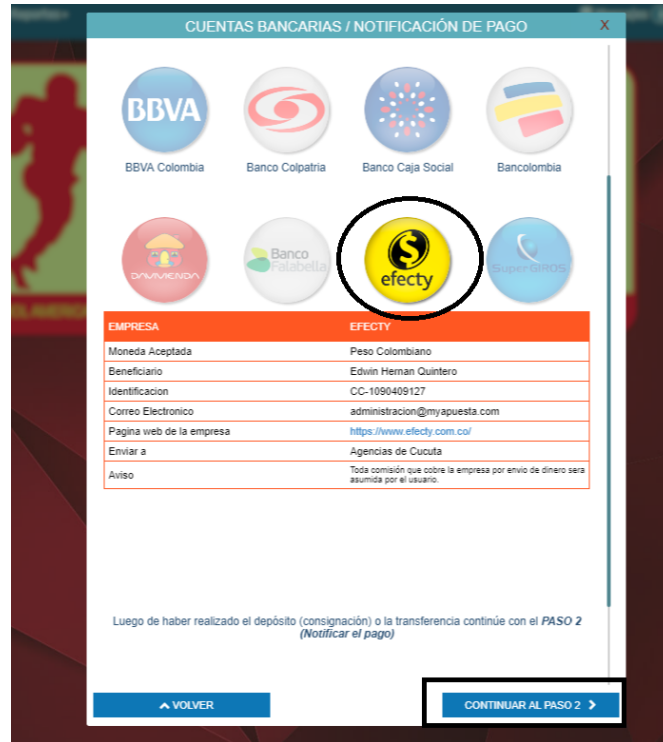 CUENTAS BANCARIAS / NOTIFICACIÓN DE PAGO X
BBVA
BBVA Colombia Banco Colpatria Banco Caja Social Bancolombia
DAVIVIENDA
Banco
Falabella
$
efecty
SuperGIROS
EMPRESA EFECTY
Moneda Aceptada Peso Colombiano
Beneficiario Edwin Hernan Quintero
Identificacion CC-1090409127
Correo Electronico administracion@myapuesta.com
Pagina web de la empresa https://www.efecty.com.co/
Enviar a Agencias de Cucuta
Aviso Toda comisión que cobre la empresa por envio de dinero sera
asumida por el usuario.
Luego de haber realizado el depósito (consignación) o la transferencia continúe con el PASO 2
(Notificar el pago)
VOLVER CONTINUAR AL PASO 2